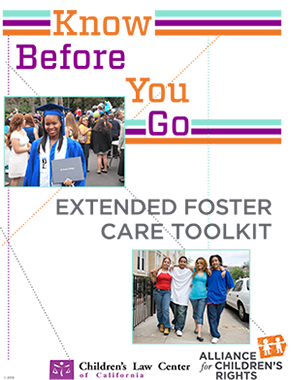 Know
Before
You
Go
EXTENDED FOSTER
CARE TOOLKIT
Children's Law Center
of California
ALLIANCE
for CHILDREN'S
RIGHTS